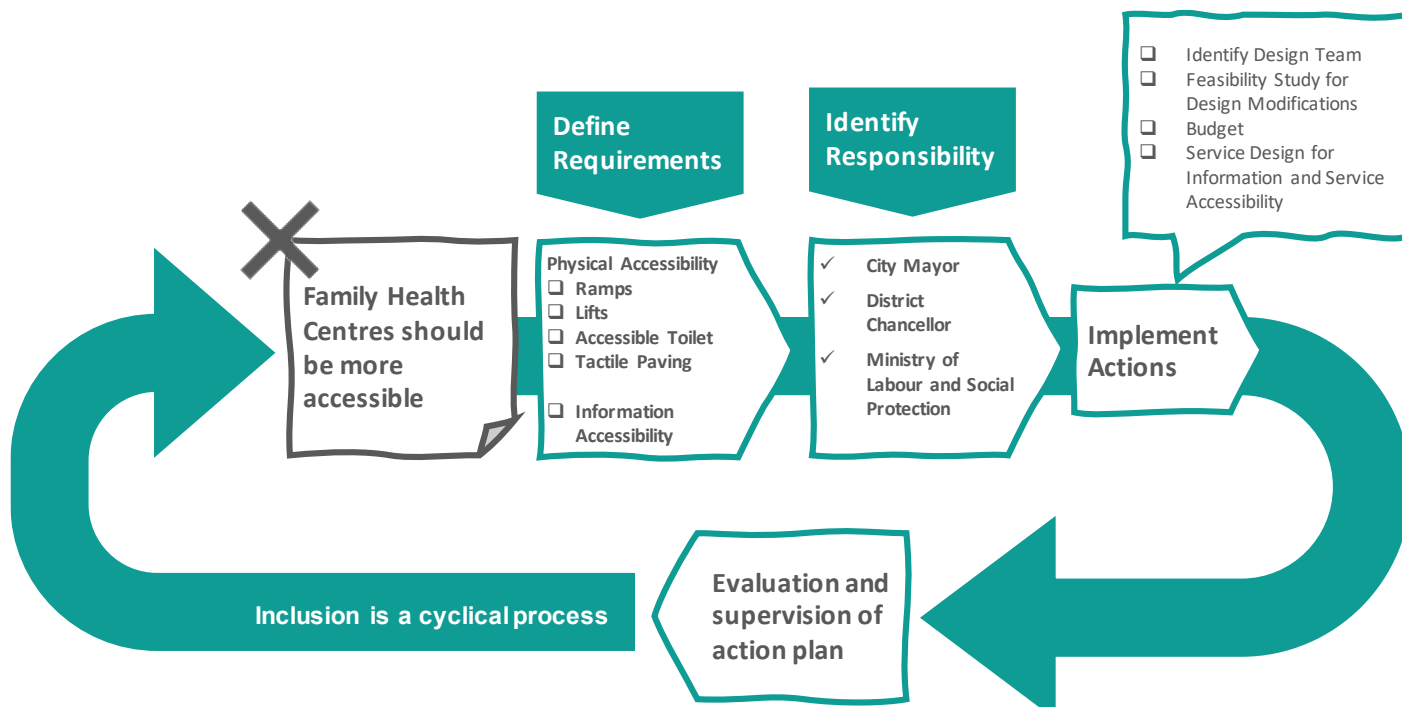 Define
Requirements
Identify
Responsibility
❑ Identify Design Team
❑ Feasibility Study for
Design Modifications
❑ Budget
❑ Service Design for
Information and Service
Accessibility
Family Health
Centres should
be more
accessible
Physical Accessibility
❑ Ramps
❑ Lifts
❑ Accessible Toilet
❑ Tactile Paving
❑ Information
Accessibility
✓ City Mayor
✓ District
Chancellor
✓ Ministry of
Labour and Social
Protection
Implement
Actions
Evaluation and
supervision of
action plan
Inclusion is a cyclical process